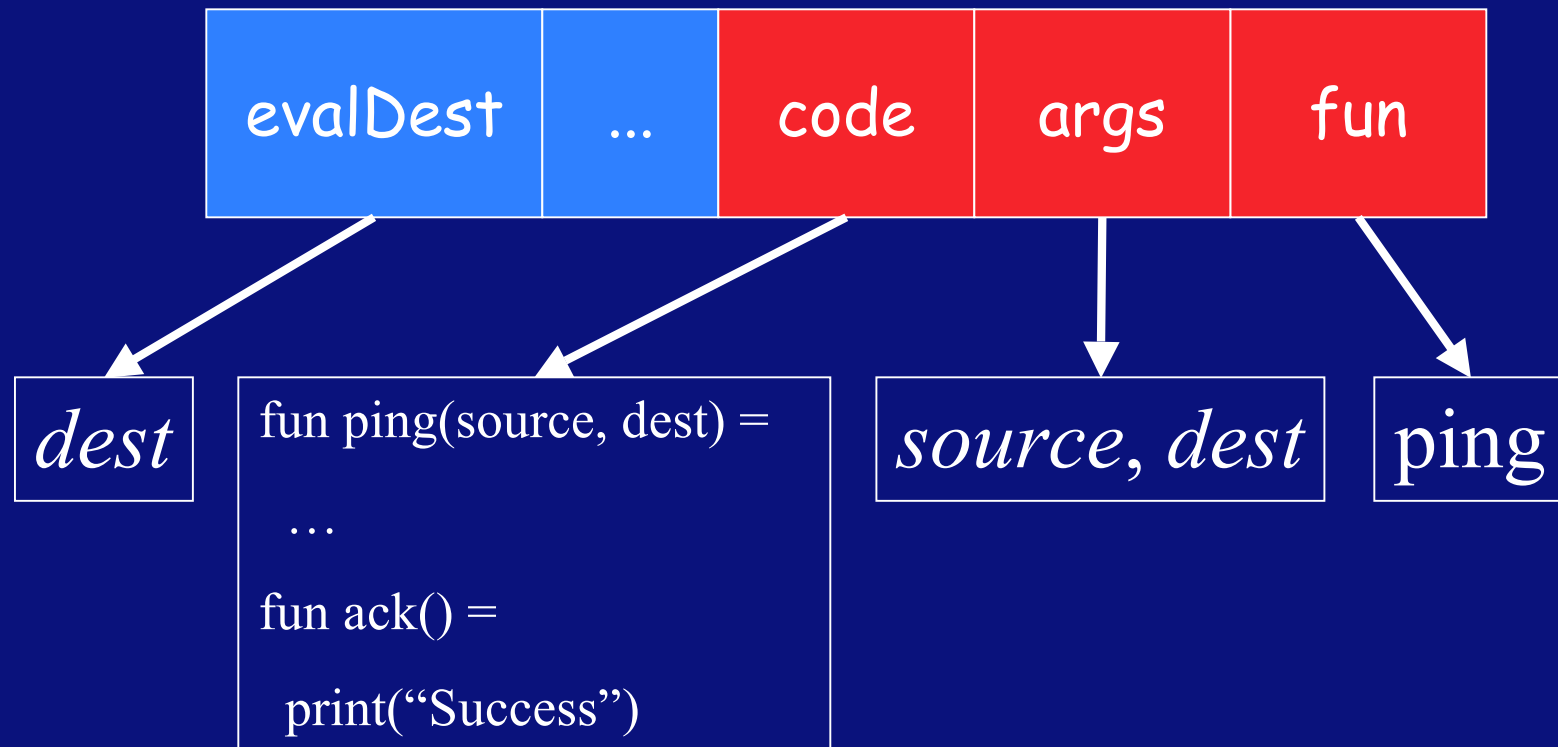 evalDest ... code args fun
dest
fun ping(source, dest) =
…
fun ack() =
print(“Success”)
source, dest
ping